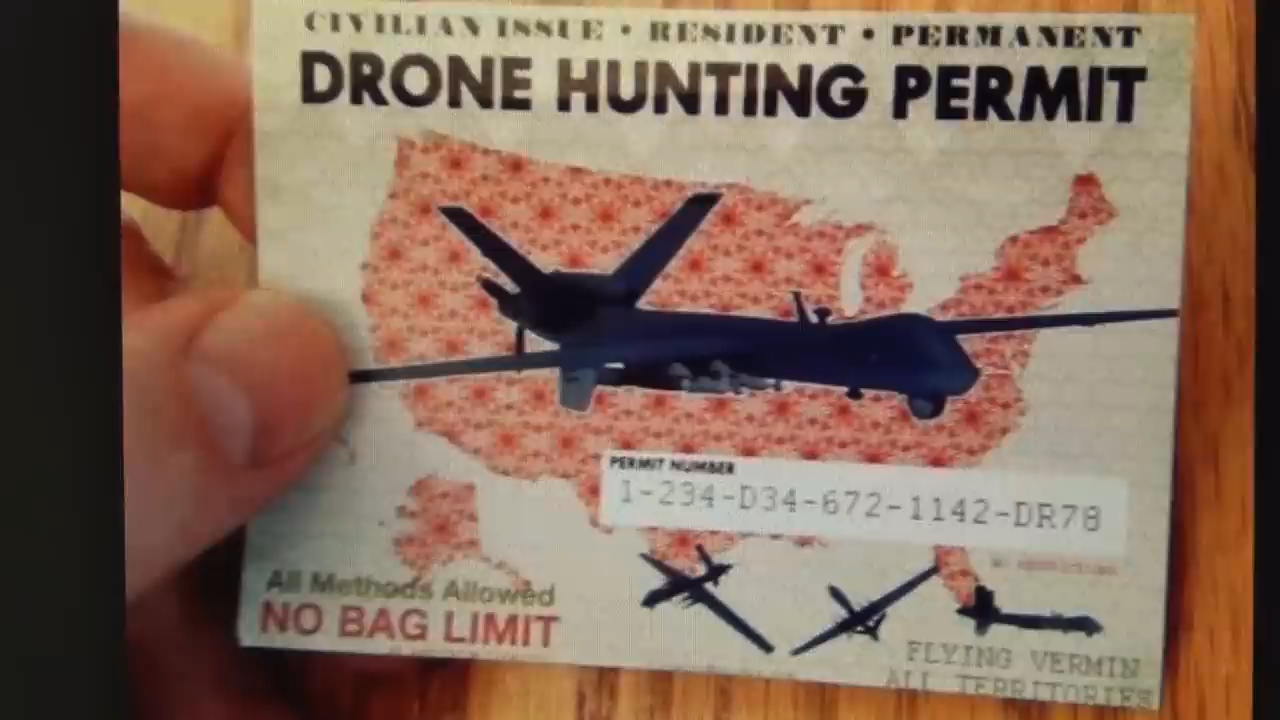 CIVILIAN ISSUE • RESIDENT • PERMANENT
DRONE HUNTING PERMIT
PERMIT NUMBER
1-234-D34-672-1142-DR78
All Methods Allowed
NO BAG LIMIT
FLYING VERMIN
ALL TERRITORIES